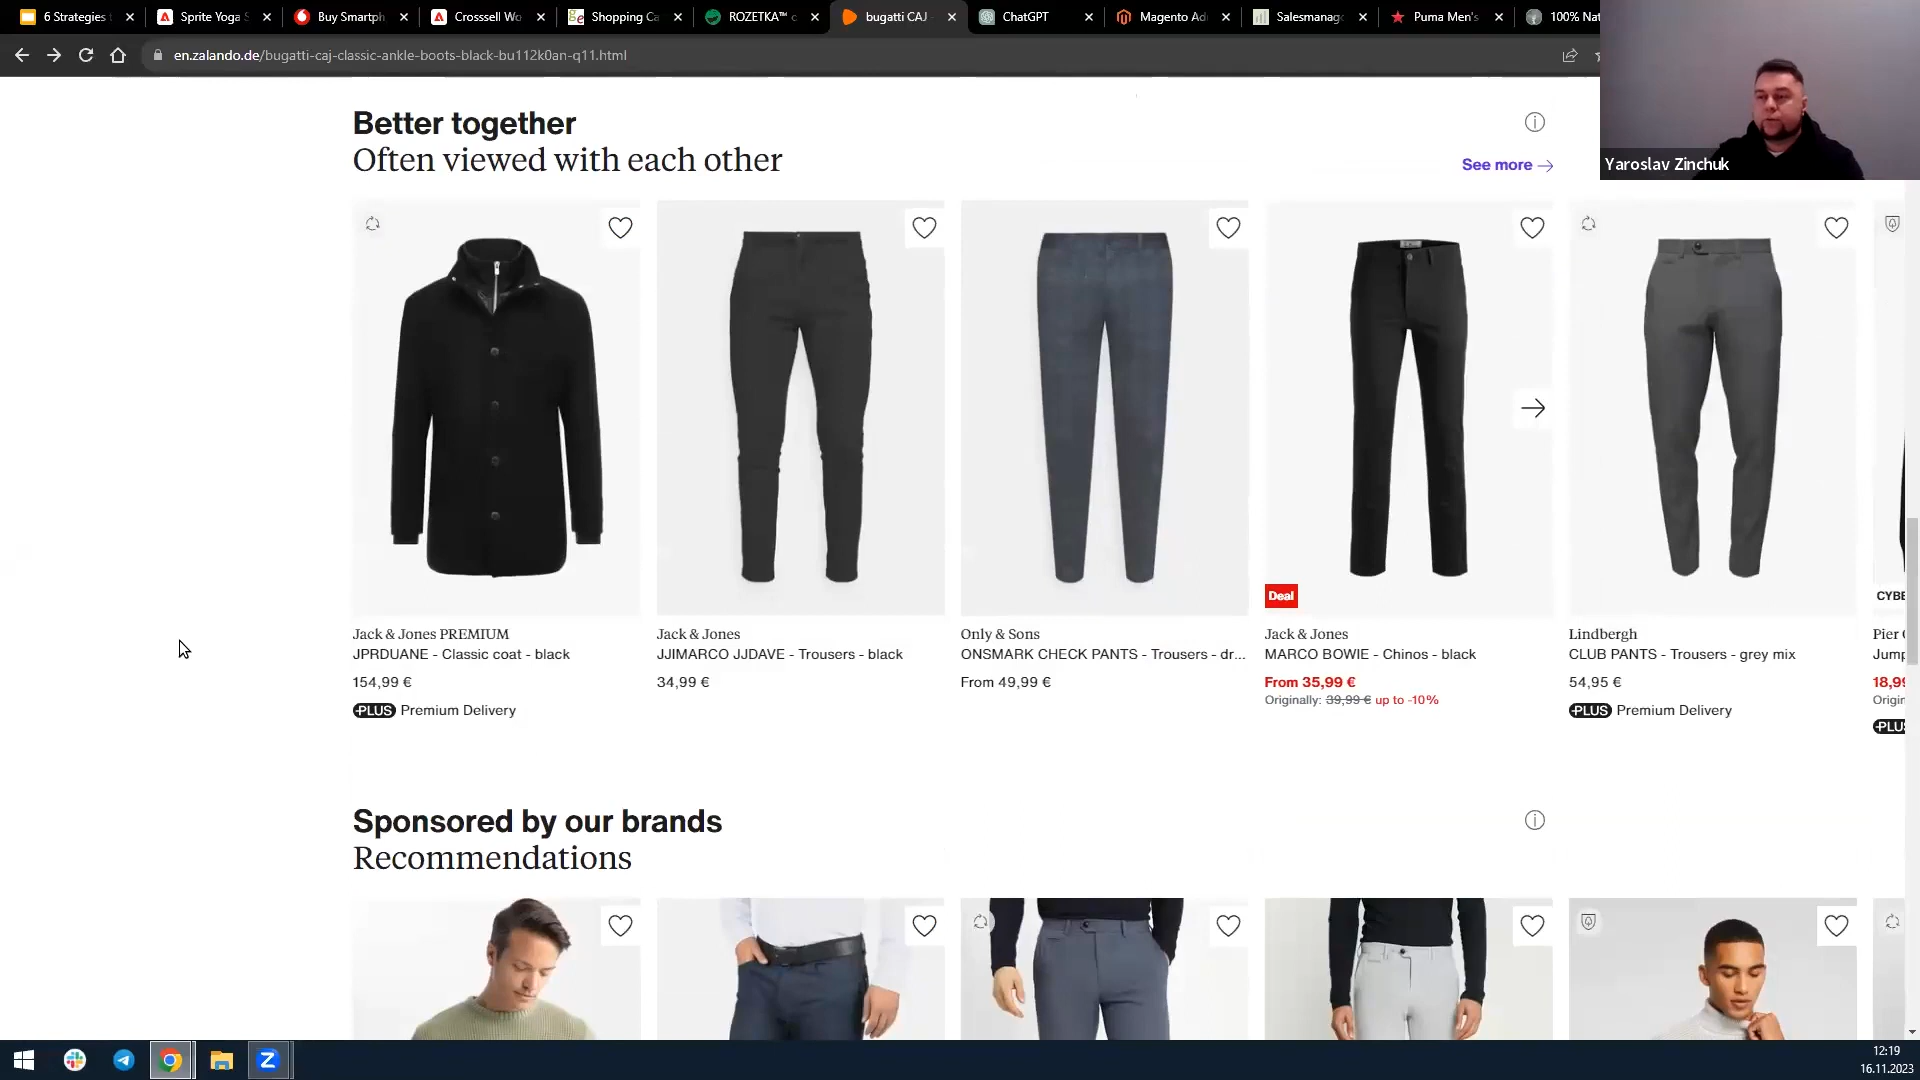 6 Strategies
Sprite Yoga S
Buy Smartph
Crosssell Wo
Shopping Ca
ROZETKA™
bugatti CAJ
ChatGPT
Magento Ad
Salesmanag
Puma Men's
100% Nat
en.zalando.de/bugatti-caj-classic-ankle-boots-black-bu112k0an-q11.html
Yaroslav Zinchuk
Better together
Often viewed with each other
See more
Deal
CYBE
Jack & Jones PREMIUM
JPRDUANE - Classic coat - black
154,99 €
PLUS Premium Delivery
Jack & Jones
JJIMARCO JJDAVE - Trousers - black
34,99 €
Only & Sons
ONSMARK CHECK PANTS - Trousers - dr...
From 49,99 €
Jack & Jones
MARCO BOWIE - Chinos - black
From 35,99 €
Originally: 39,99 € up to -10%
Lindbergh
CLUB PANTS - Trousers - grey mix
54,95 €
PLUS Premium Delivery
Pier
Jump
18,99
Origin
PLU
Sponsored by our brands
Recommendations
12:19
16.11.2023